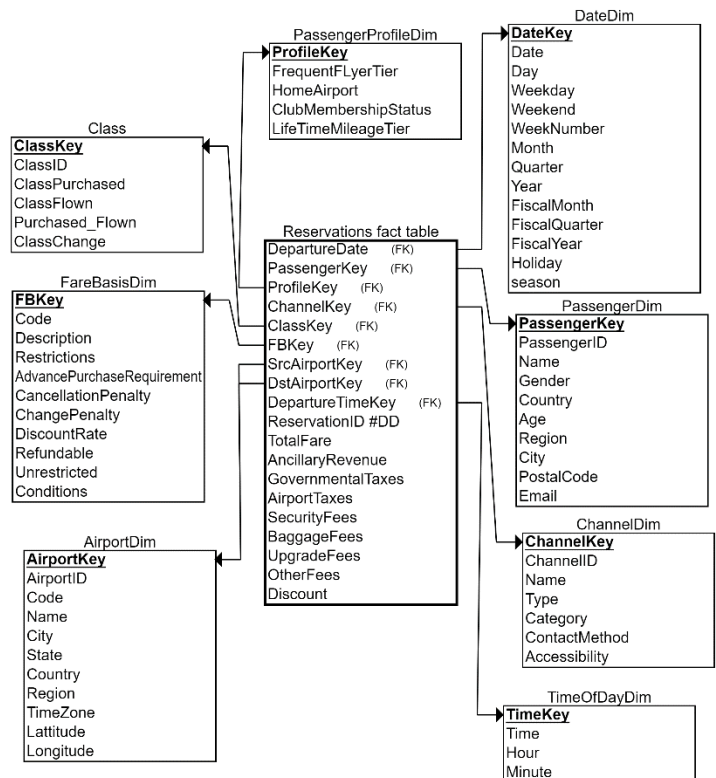 PassengerProfileDim
ProfileKey
FrequentFLyerTier
HomeAirport
ClubMembershipStatus
LifeTimeMileageTier
DateDim
DateKey
Date
Day
Weekday
Weekend
WeekNumber
Month
Quarter
Year
FiscalMonth
FiscalQuarter
FiscalYear
Holiday
season
Class
ClassKey
ClassID
ClassPurchased
ClassFlown
Purchased_Flown
ClassChange
Reservations fact table
DepartureDate (FK)
PassengerKey (FK)
ProfileKey (FK)
ChannelKey (FK)
ClassKey (FK)
FBKey (FK)
SrcAirportKey (FK)
DstAirportKey (FK)
DepartureTimeKey (FK)
ReservationID #DD
TotalFare
AncillaryRevenue
GovernmentalTaxes
AirportTaxes
SecurityFees
BaggageFees
UpgradeFees
OtherFees
Discount
FareBasisDim
FBKey
Code
Description
Restrictions
AdvancePurchaseRequirement
CancellationPenalty
ChangePenalty
DiscountRate
Refundable
Unrestricted
Conditions
PassengerDim
PassengerKey
PassengerID
Name
Gender
Country
Age
Region
City
PostalCode
Email
AirportDim
AirportKey
AirportID
Code
Name
City
State
Country
Region
TimeZone
Lattitude
Longitude
ChannelDim
ChannelKey
ChannelID
Name
Type
Category
ContactMethod
Accessibility
TimeOfDayDim
TimeKey
Time
Hour
Minute